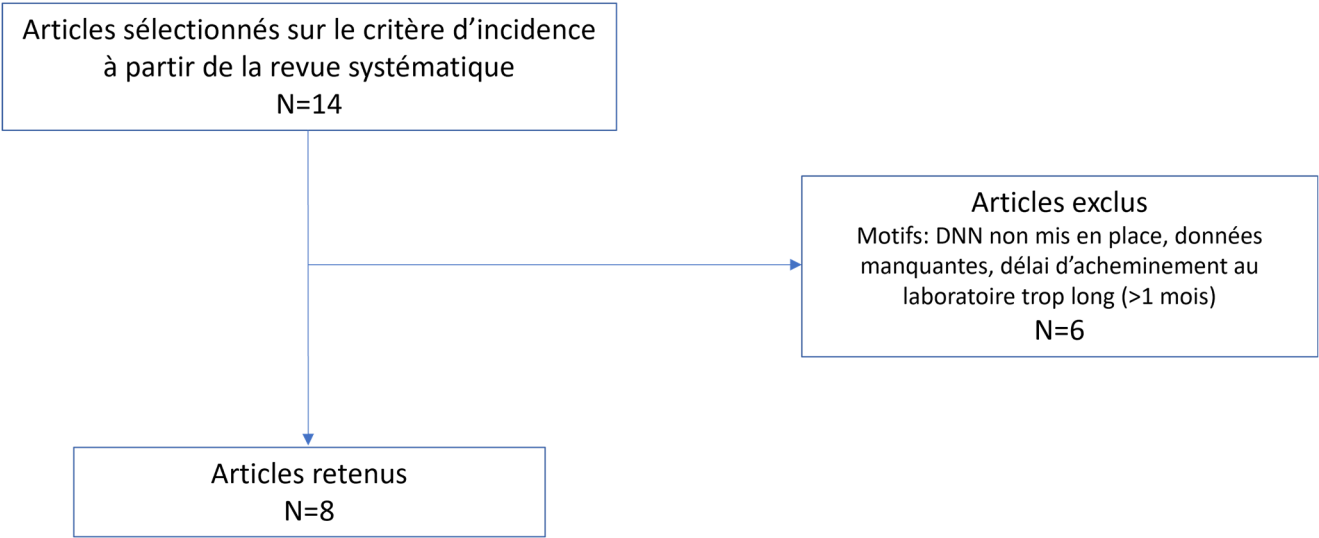 Articles sélectionnés sur le critère d’incidence
à partir de la revue systématique
N=14
Articles exclus
Motifs: DNN non mis en place, données
manquantes, délai d’acheminement au
laboratoire trop long (>1 mois)
N=6
Articles retenus
N=8